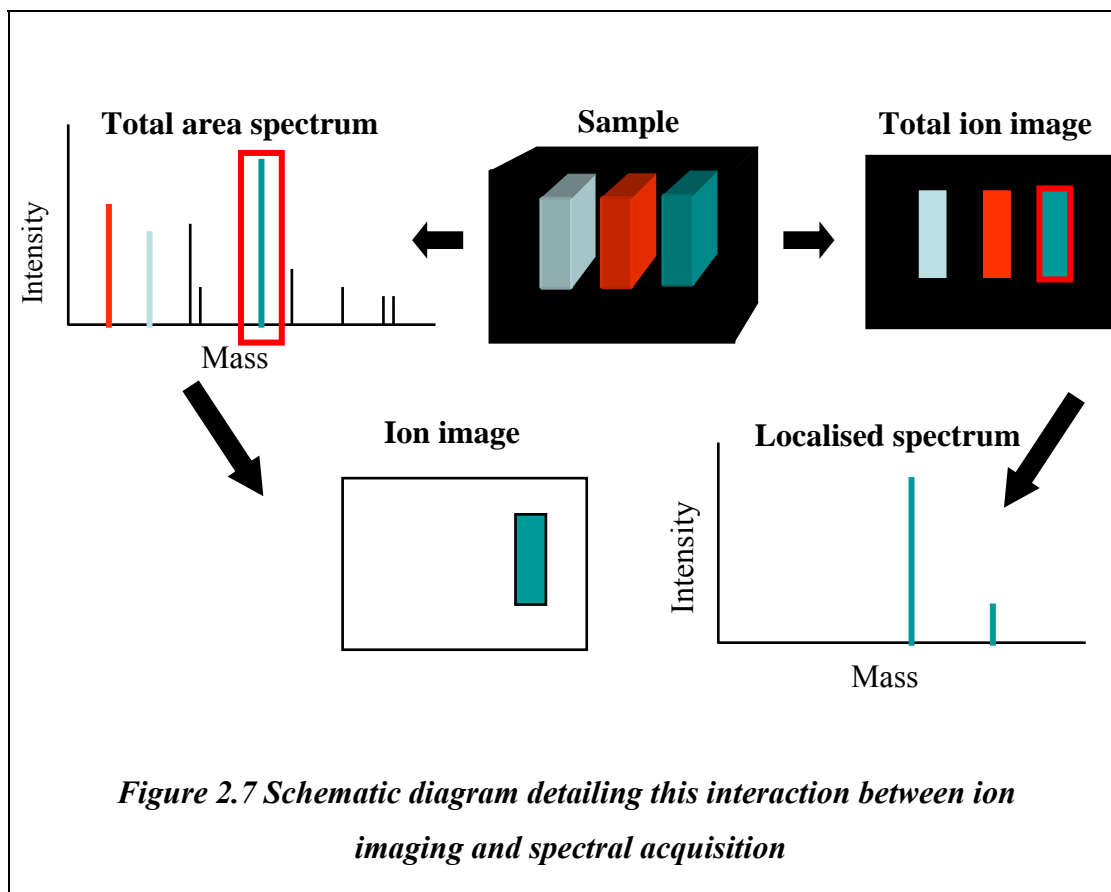 Total area spectrum
Sample
Total ion image
Intensity
Mass
Ion image
Localised spectrum
Intensity
Mass
Figure 2.7 Schematic diagram detailing this interaction between ion
imaging and spectral acquisition